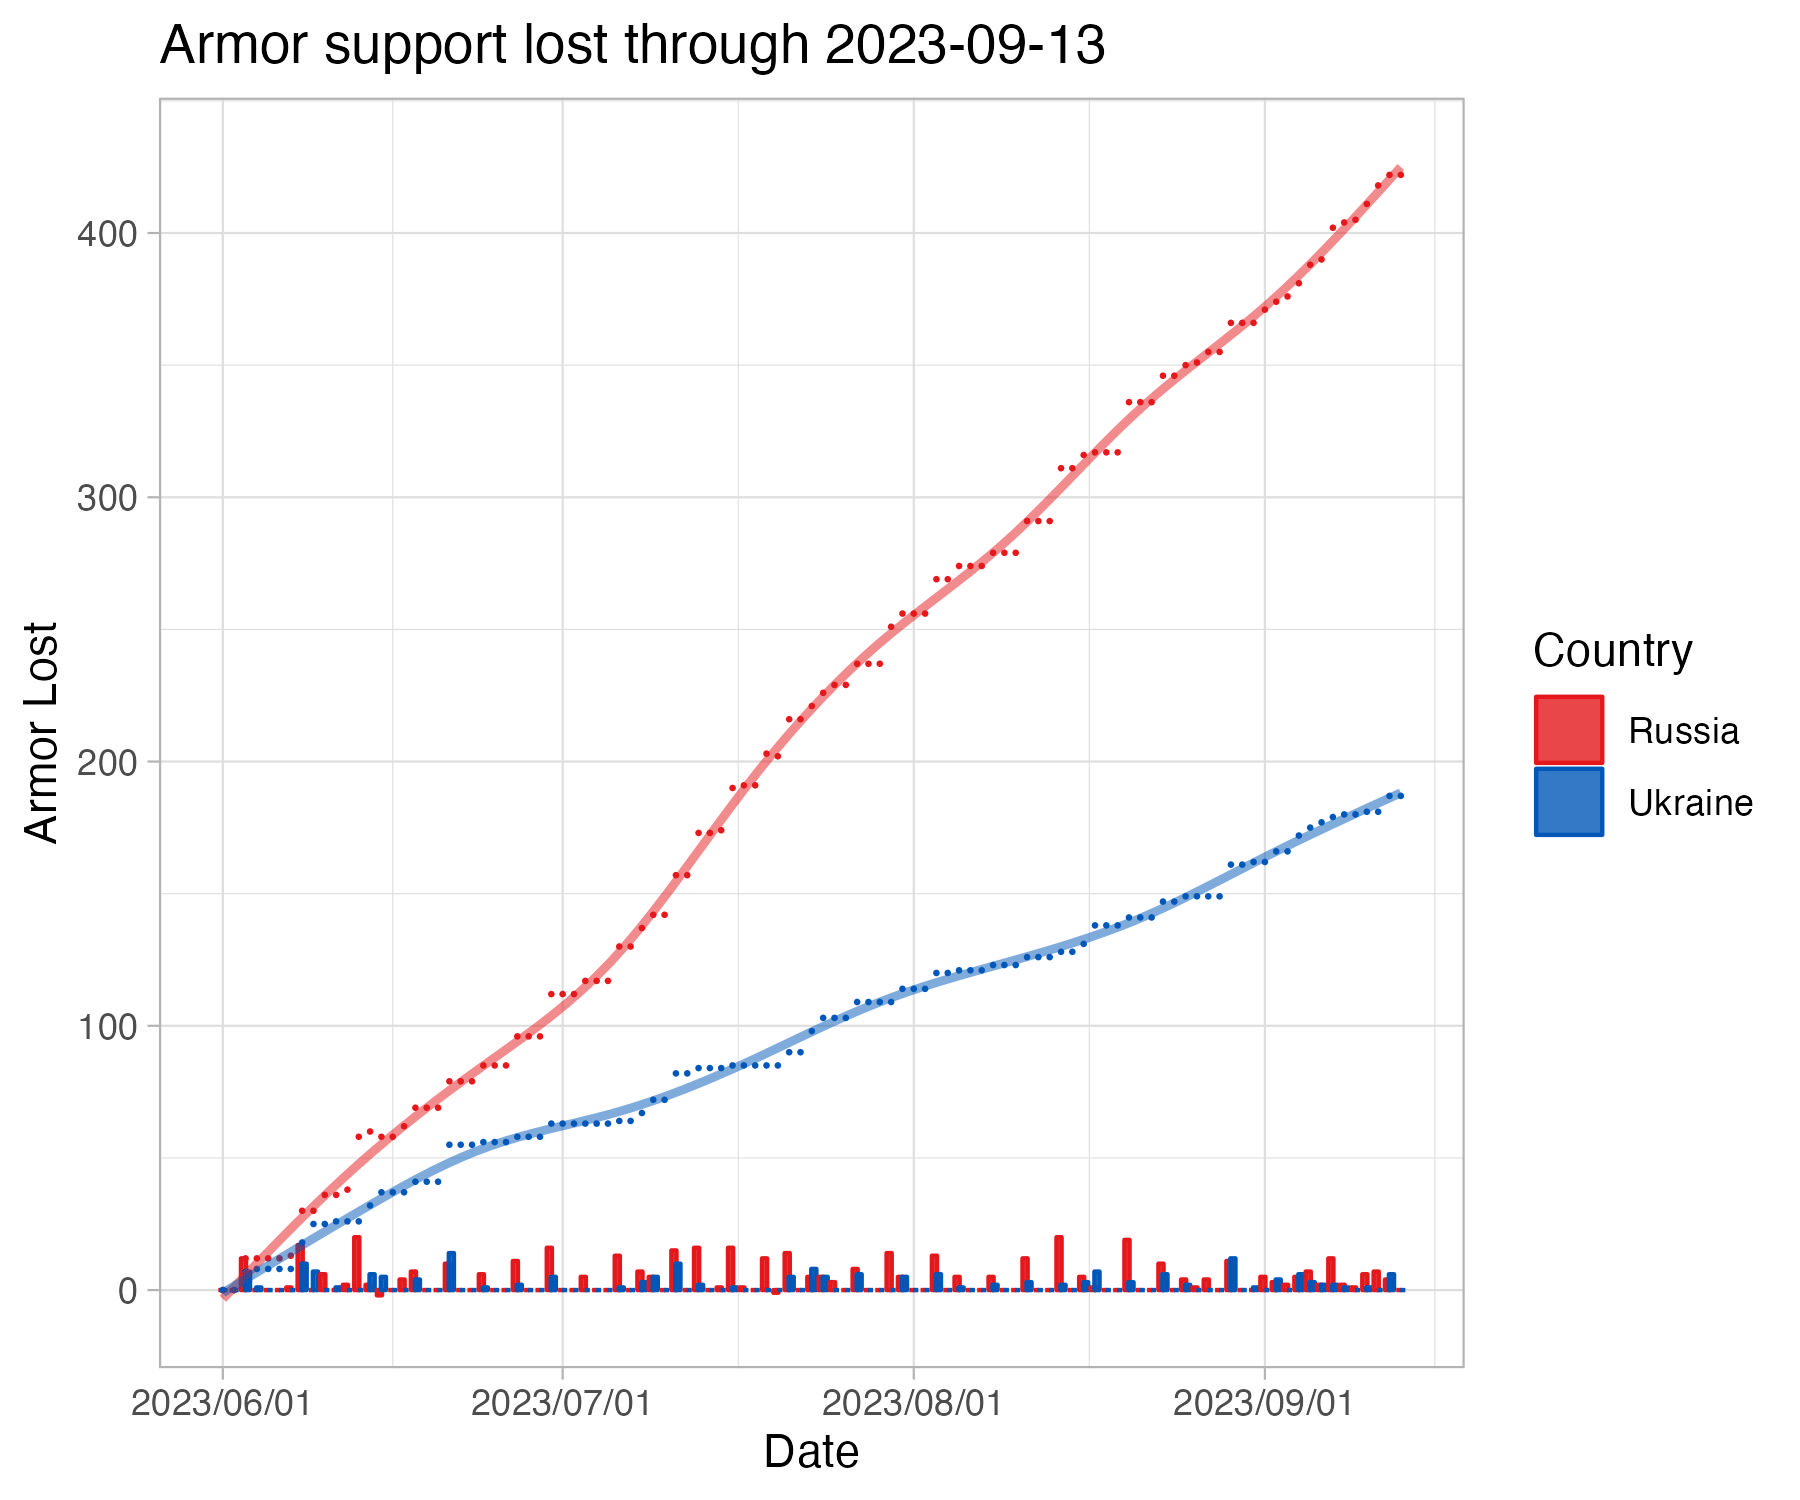 Armor support lost through 2023-09-13
Armor Lost
400
300
200
100
0
2023/06/01
2023/07/01
2023/08/01
2023/09/01
Date
Country
Russia
Ukraine